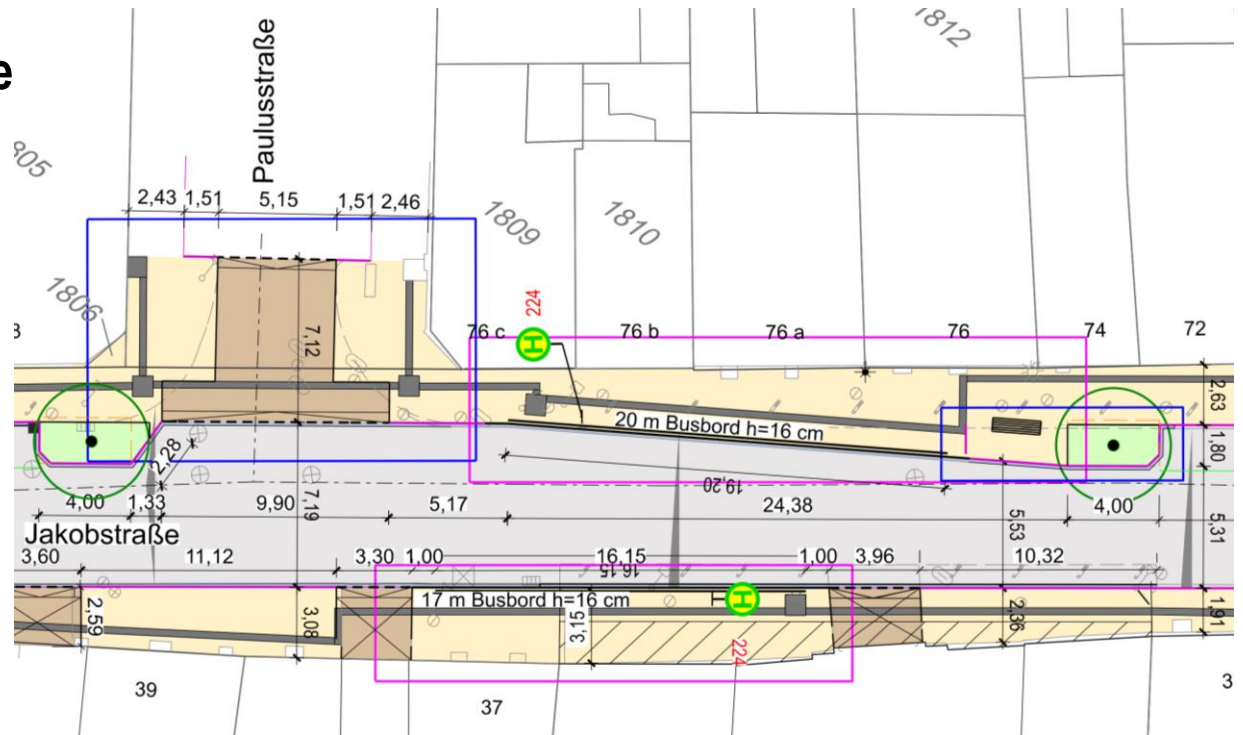 e
Paulusstraße
1812
805
2,43 1,51 5,15 1,51 2,46
1809
1810
1806
224
76 c
76 b
76 a
76
74
72
7,12
2,63
20 m Busbord h=16 cm
1,80
2,28
19,20
4,00 1,33 9,90 7,19 5,17 24,38 4,00
5,53
5,31
Jakobstraße
3,60 11,12 3,30 1,00 16,15 1,00 3,96 10,32
16,15
17 m Busbord h=16 cm
H
H
2,59
3,08
3,15
2,36
1,91
224
39
37
3